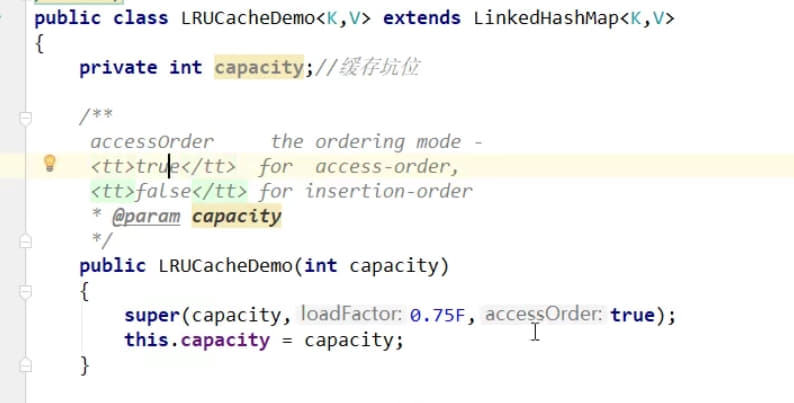 public class LRUCacheDemo<K,V> extends LinkedHashMap<K,V>
{
private int capacity;//缓存坑位
/**
accessOrder the ordering mode -
<tt>true</tt> for access-order,
<tt>false</tt> for insertion-order
* @param capacity
*/
public LRUCacheDemo(int capacity)
{
super(capacity, loadFactor: 0.75F, accessOrder: true);
this.capacity = capacity;
}